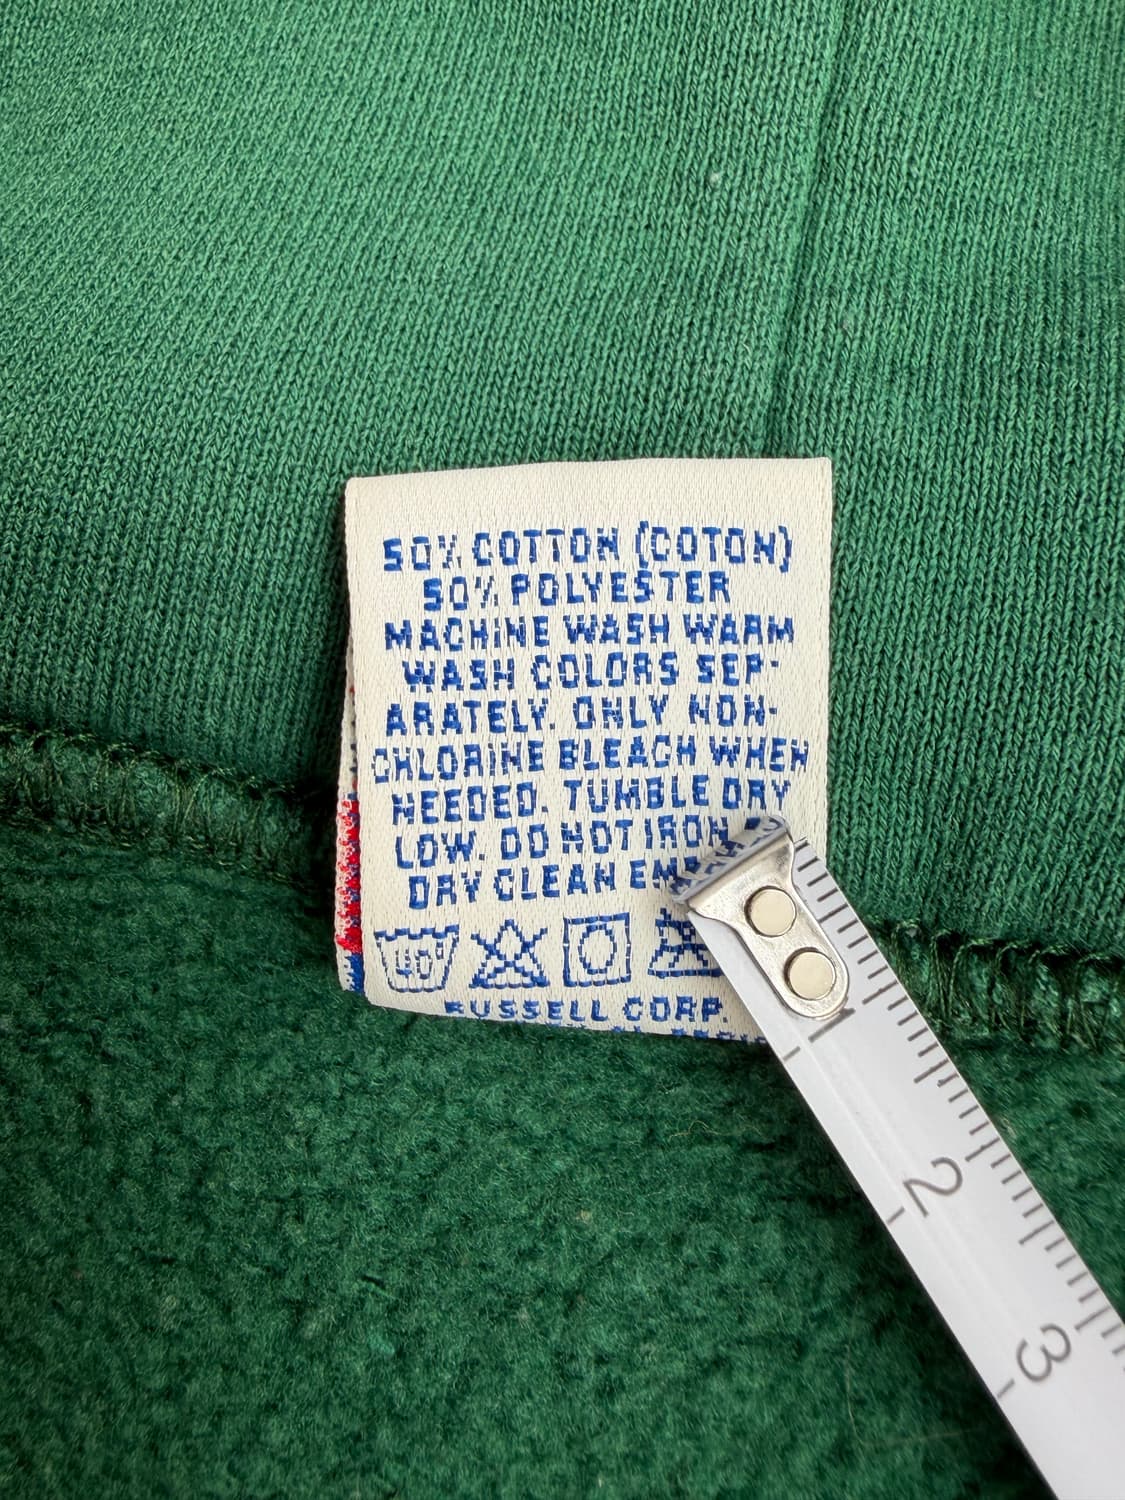 50% COTTON (COTON)
50% POLYESTER
MACHINE WASH WARM
WASH COLORS SEP-
ARATELY. ONLY NON-
CHLORINE BLEACH WHEN
NEEDED. TUMBLE DRY
LOW. DO NOT IRON
DRY CLEAN
40°
RUSSELL CORP.
1
2
3